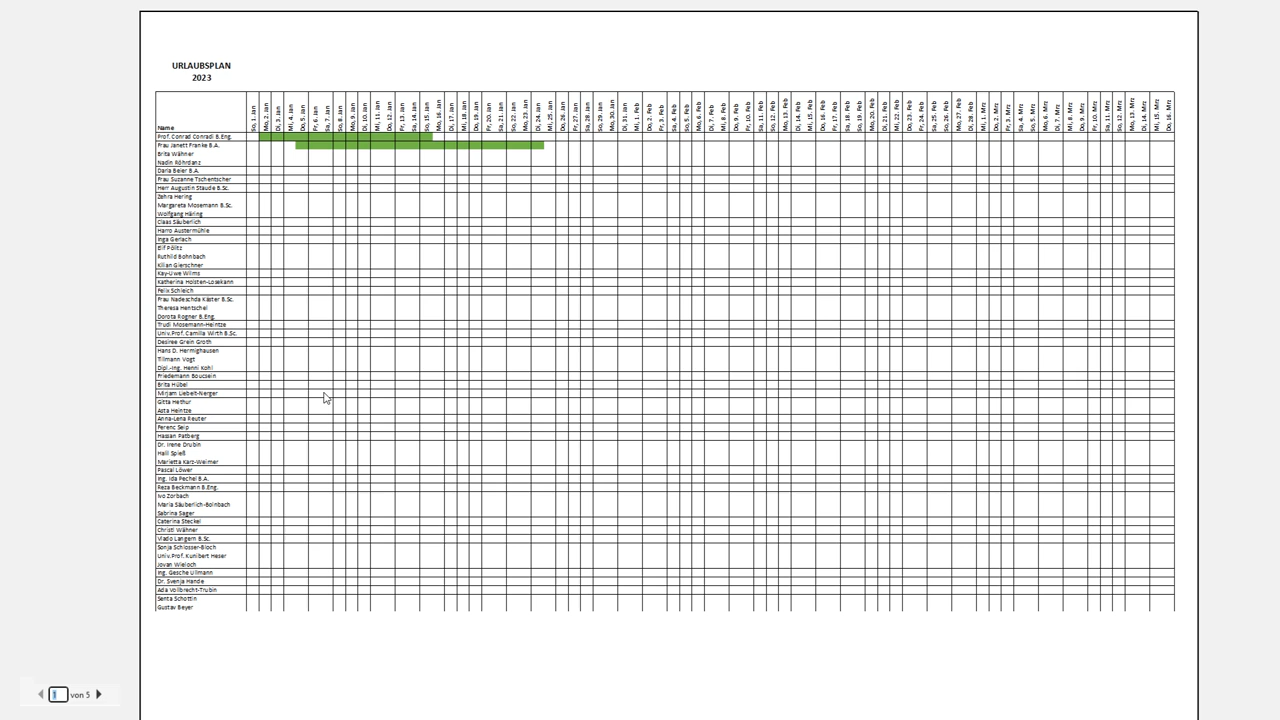 URLAUBSPLAN
2023
Name
So, 1. Jan
Mo, 2. Jan
Di, 3. Jan
Mi, 4. Jan
Do, 5. Jan
Fr, 6. Jan
Sa, 7. Jan
So, 8. Jan
Mo, 9. Jan
Di, 10. Jan
Mi, 11. Jan
Do, 12. Jan
Fr, 13. Jan
Sa, 14. Jan
So, 15. Jan
Mo, 16. Jan
Di, 17. Jan
Mi, 18. Jan
Do, 19. Jan
Fr, 20. Jan
Sa, 21. Jan
So, 22. Jan
Mo, 23. Jan
Di, 24. Jan
Mi, 25. Jan
Do, 26. Jan
Fr, 27. Jan
Sa, 28. Jan
So, 29. Jan
Mo, 30. Jan
Di, 31. Jan
Mi, 1. Feb
Do, 2. Feb
Fr, 3. Feb
Sa, 4. Feb
So, 5. Feb
Mo, 6. Feb
Di, 7. Feb
Mi, 8. Feb
Do, 9. Feb
Fr, 10. Feb
Sa, 11. Feb
So, 12. Feb
Mo, 13. Feb
Di, 14. Feb
Mi, 15. Feb
Do, 16. Feb
Fr, 17. Feb
Sa, 18. Feb
So, 19. Feb
Mo, 20. Feb
Di, 21. Feb
Mi, 22. Feb
Do, 23. Feb
Fr, 24. Feb
Sa, 25. Feb
So, 26. Feb
Mo, 27. Feb
Di, 28. Feb
Mi, 1. Mrz
Do, 2. Mrz
Fr, 3. Mrz
Sa, 4. Mrz
So, 5. Mrz
Mo, 6. Mrz
Di, 7. Mrz
Mi, 8. Mrz
Do, 9. Mrz
Fr, 10. Mrz
Sa, 11. Mrz
So, 12. Mrz
Mo, 13. Mrz
Di, 14. Mrz
Mi, 15. Mrz
Do, 16. Mrz
Prof. Conrad Conradi B.Eng.
Frau Janett Franke B.A.
Brita Wähner
Nadin Röhrdanz
Daria Beier B.A.
Frau Susanne Tschentscher
Herr Augustin Staude B.Sc.
Zehra Hering
Margareta Mosemann B.Sc.
Wolfgang Häring
Claas Säuberlich
Harro Austermühle
Inga Gerlach
Elif Pölitz
Ruthild Bohnbach
Kilian Gierschner
Kay-Uwe Wilms
Katherina Holsten-Losekann
Felix Schleich
Frau Nadeschda Käster B.Sc.
Theresa Hentschel
Dorota Rogner B.Eng.
Trudi Mosemann-Heintze
Univ.Prof. Camilla Wirth B.Sc.
Desiree Grein Groth
Hans D. Hermighausen
Tillmann Vogt
Dipl.-Ing. Henni Kohl
Friedemann Boucsein
Brita Hübel
Mirjam Liebelt-Nerger
Gitta Hethur
Asta Heintze
Anna-Lena Reuter
Ferenc Seip
Hassan Patberg
Dr. Irene Drubin
Halil Spieß
Marietta Karz-Weimer
Pascal Löwer
Ing. Ida Pechel B.A.
Reza Beckmann B.Eng.
Ivo Zorbach
Maria Säuberlich-Bolnbach
Sabrina Sager
Caterina Steckel
Christl Wähner
Vlado Langern B.Sc.
Sonja Schlosser-Bloch
Univ.Prof. Kunibert Heser
Jovan Wieloch
Ing. Gesche Ullmann
Dr. Svenja Hande
Ada Vollbrecht-Trubin
Senta Schottin
Gustav Beyer
1 von 5